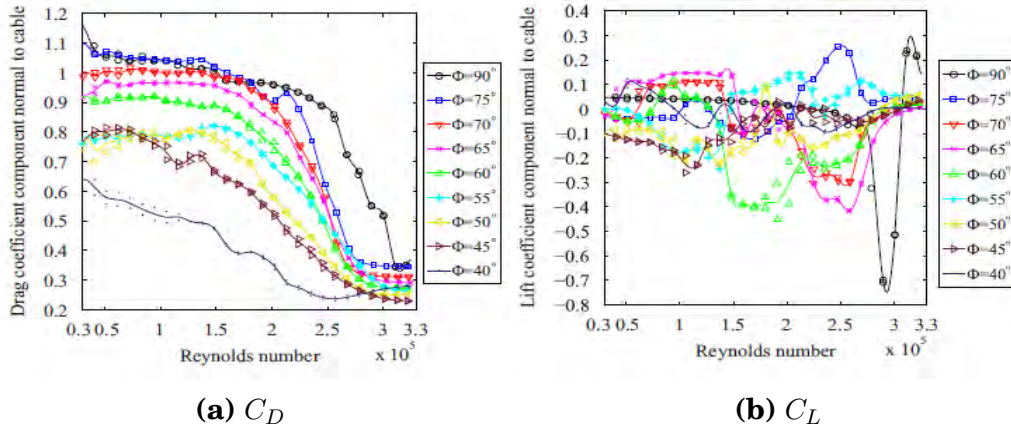 Drag coefficient component normal to cable
1.2
1.1
1
0.9
0.8
0.7
0.6
0.5
0.4
0.3
0.2
0.3 0.5 1 1.5 2 2.5 3 3.3
Reynolds number
x 10⁵
Φ=90°
Φ=75°
Φ=70°
Φ=65°
Φ=60°
Φ=55°
Φ=50°
Φ=45°
Φ=40°
(a) C_D
Lift coefficient component normal to cable
0.4
0.3
0.2
0.1
0
−0.1
−0.2
−0.3
−0.4
−0.5
−0.6
−0.7
−0.8
0.3 0.5 1 1.5 2 2.5 3 3.3
Reynolds number
x 10⁵
Φ=90°
Φ=75°
Φ=70°
Φ=65°
Φ=60°
Φ=55°
Φ=50°
Φ=45°
Φ=40°
(b) C_L